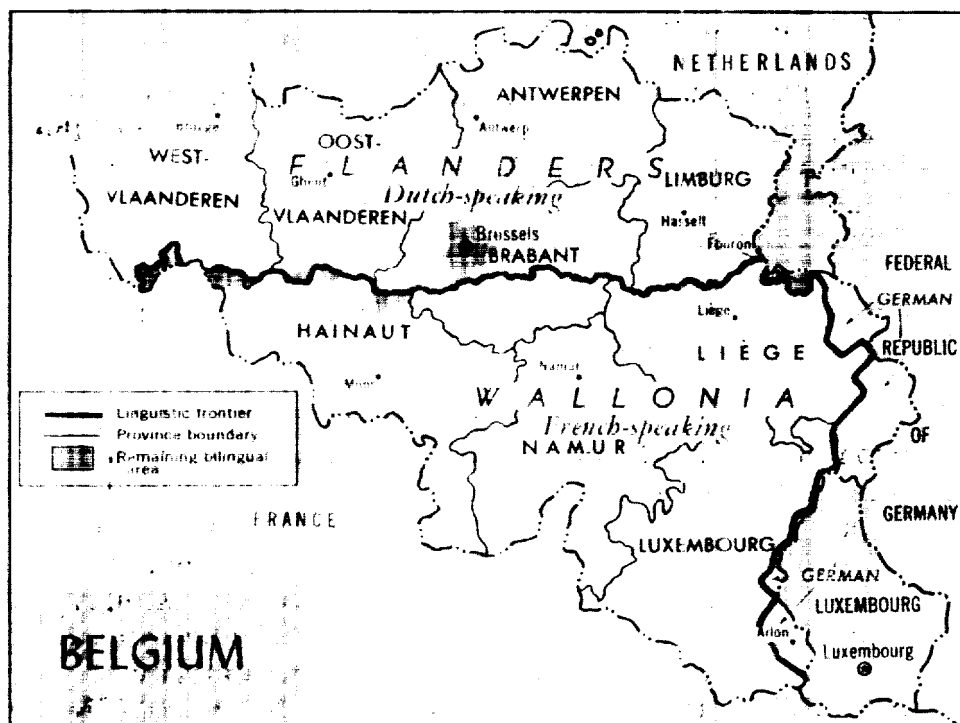 NETHERLANDS
ANTWERPEN
Antwerp
WEST-
VLAANDEREN
OOST-
VLAANDEREN
Ghent
FLANDERS
Dutch-speaking
LIMBURG
Hasselt
Fouron
Brussels
BRABANT
FEDERAL
REPUBLIC
OF
GERMANY
GERMAN
HAINAUT
Mons
Liège
LIÈGE
Namur
WALLONIA
French-speaking
NAMUR
Linguistic frontier
Province boundary
Remaining bilingual
area
FRANCE
LUXEMBOURG
GERMAN
LUXEMBOURG
Arlon
Luxembourg
BELGIUM